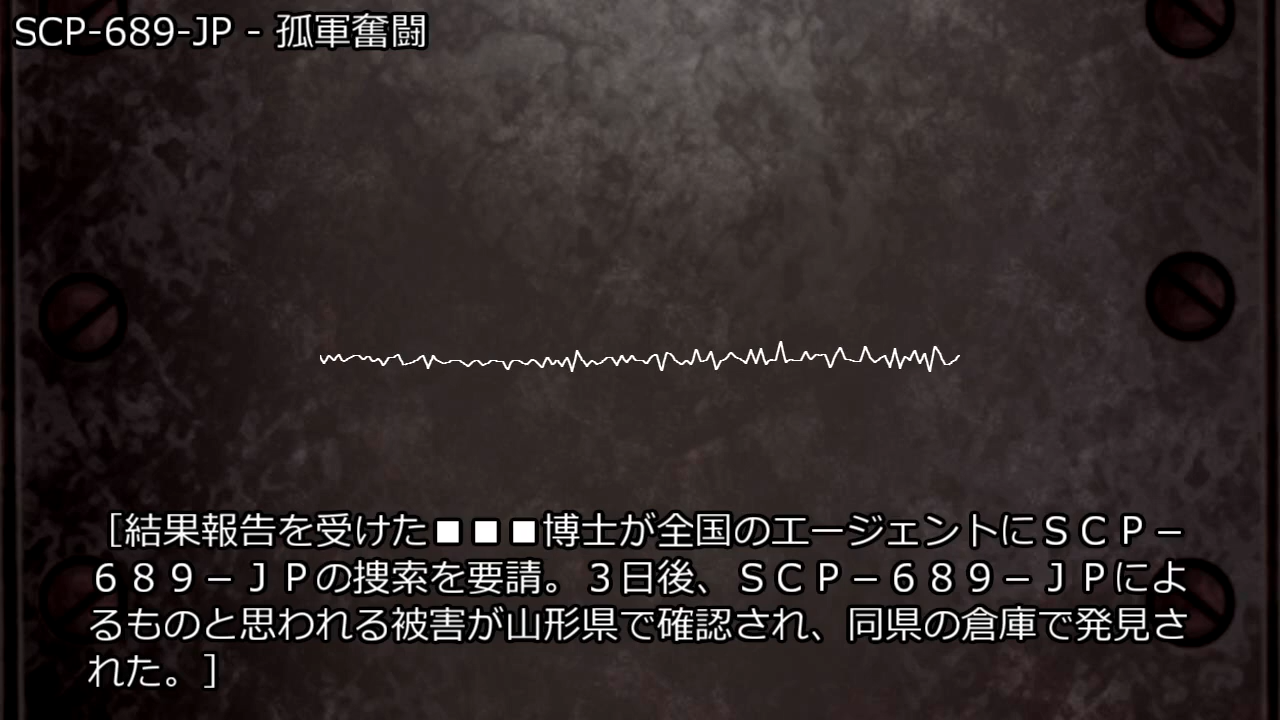 SCP-689-JP - 孤軍奮闘
［結果報告を受けた■■■博士が全国のエージェントにＳＣＰ－
６８９－ＪＰの捜索を要請。３日後、ＳＣＰ－６８９－ＪＰによ
るものと思われる被害が山形県で確認され、同県の倉庫で発見さ
れた。］